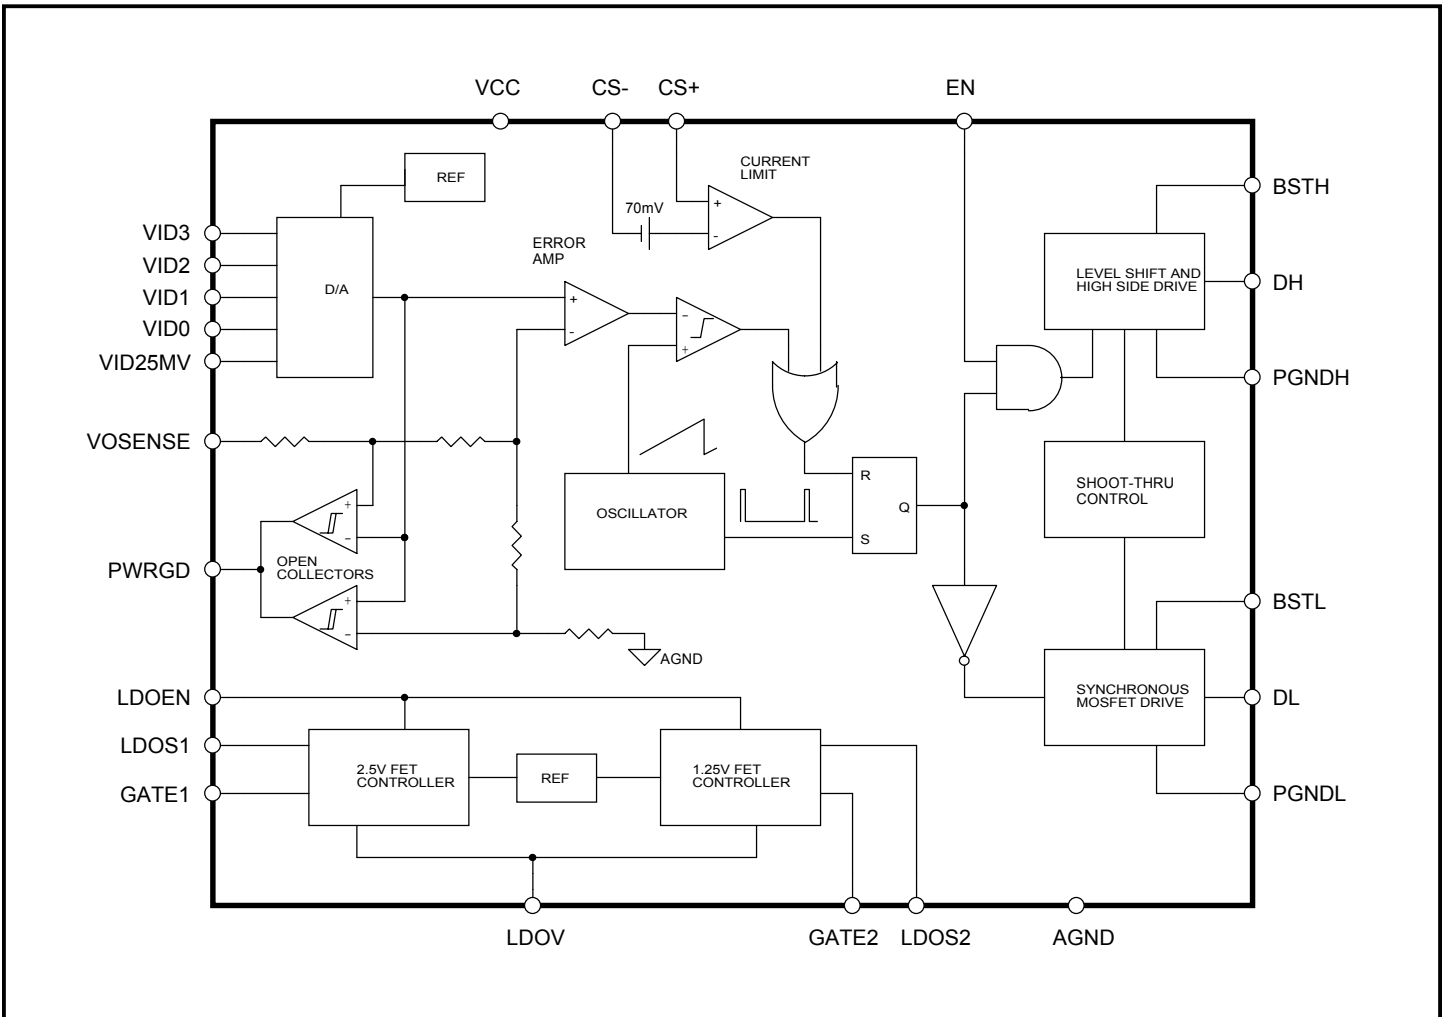 VCC CS- CS+ EN
CURRENT
LIMIT
REF
BSTH
70mV
+
-
VID3
ERROR
AMP
VID2
LEVEL SHIFT AND
HIGH SIDE DRIVE
DH
D/A
VID1
+
-
-
+
VID0
VID25MV
PGNDH
VOSENSE
R
Q
S
SHOOT-THRU
CONTROL
+
-
OSCILLATOR
OPEN
COLLECTORS
PWRGD
+
-
BSTL
AGND
LDOEN
SYNCHRONOUS
MOSFET DRIVE
DL
LDOS1
2.5V FET
CONTROLLER
REF
1.25V FET
CONTROLLER
GATE1
PGNDL
LDOV GATE2 LDOS2 AGND